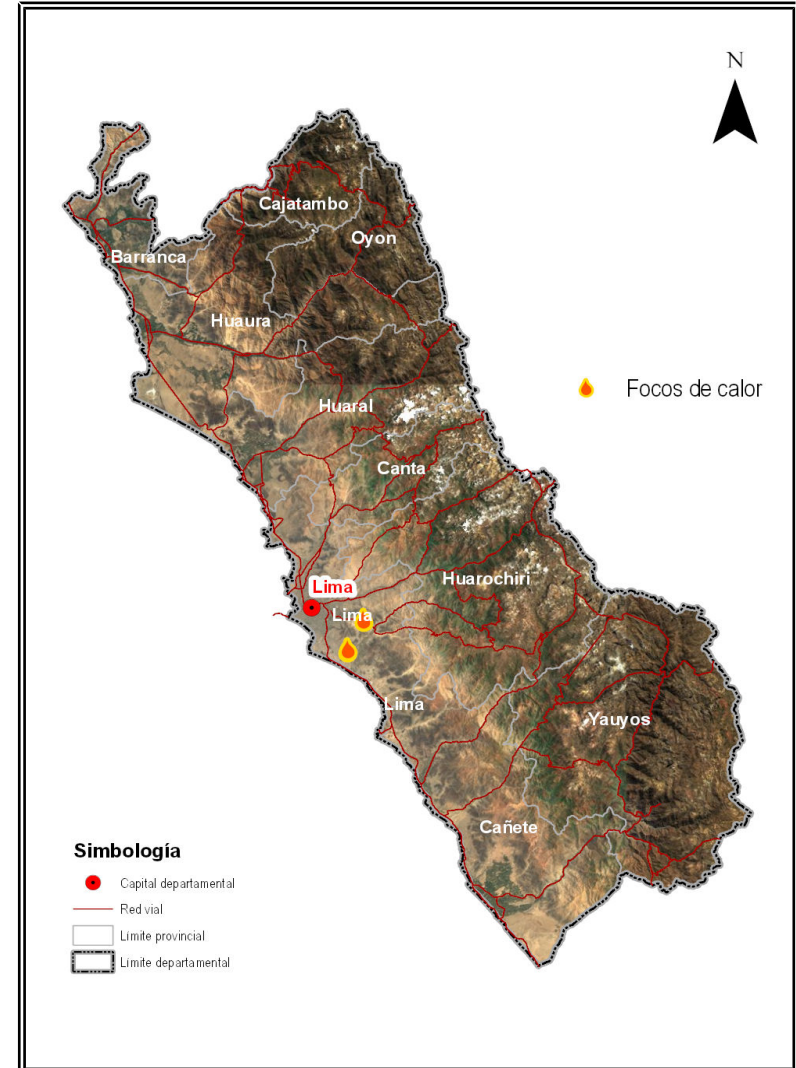 N
Cajatambo
Oyon
Barranca
Huaura
Focos de calor
Huaral
Canta
Huarochiri
Lima
Lima
Lima
Yauyos
Cañete
Simbología
Capital departamental
Red vial
Límite provincial
Límite departamental